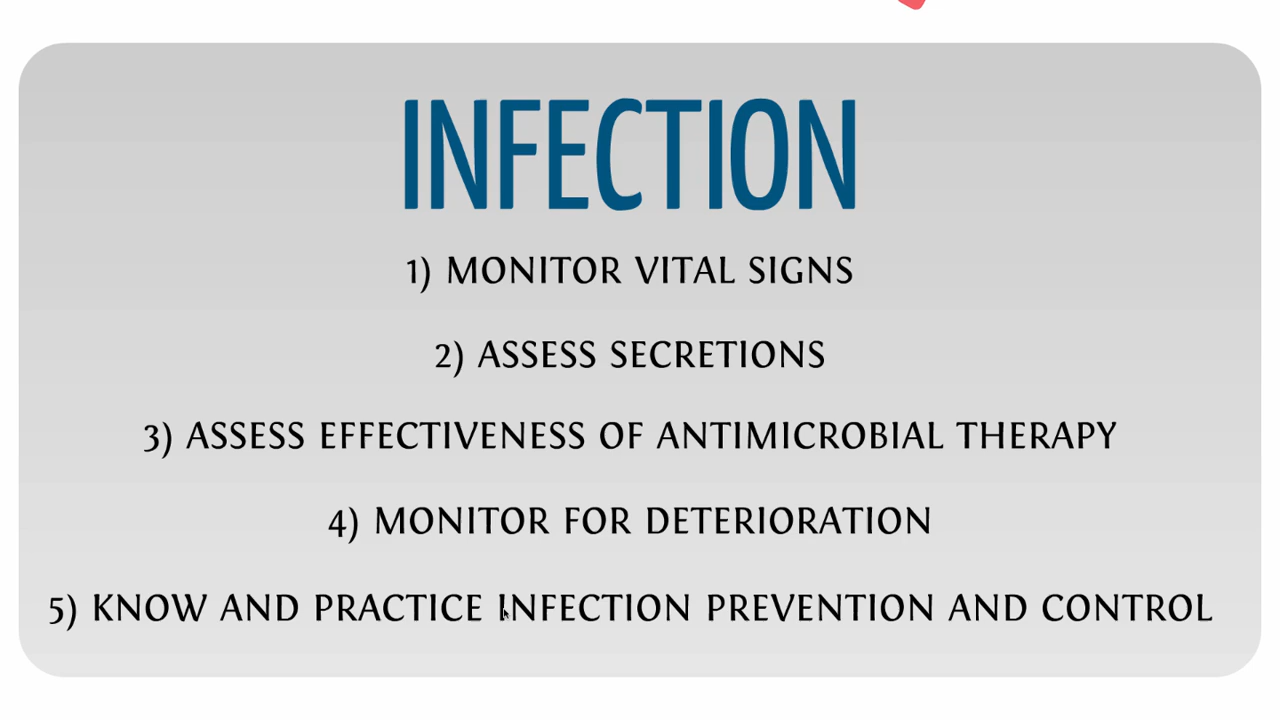 INFECTION
1) MONITOR VITAL SIGNS
2) ASSESS SECRETIONS
3) ASSESS EFFECTIVENESS OF ANTIMICROBIAL THERAPY
4) MONITOR FOR DETERIORATION
5) KNOW AND PRACTICE INFECTION PREVENTION AND CONTROL